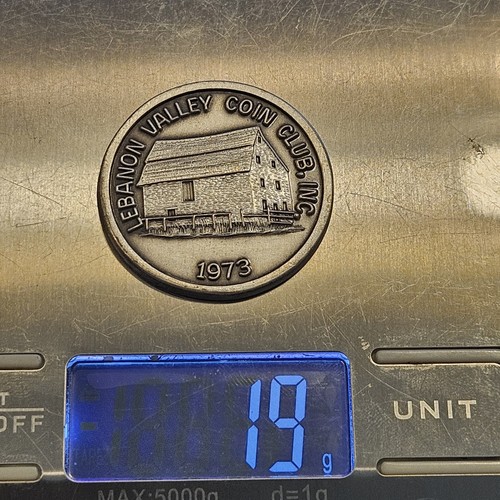 LEBANON VALLEY COIN CLUB, INC.
1973
19 g
UNIT
OFF
MAX:5000g d=1g